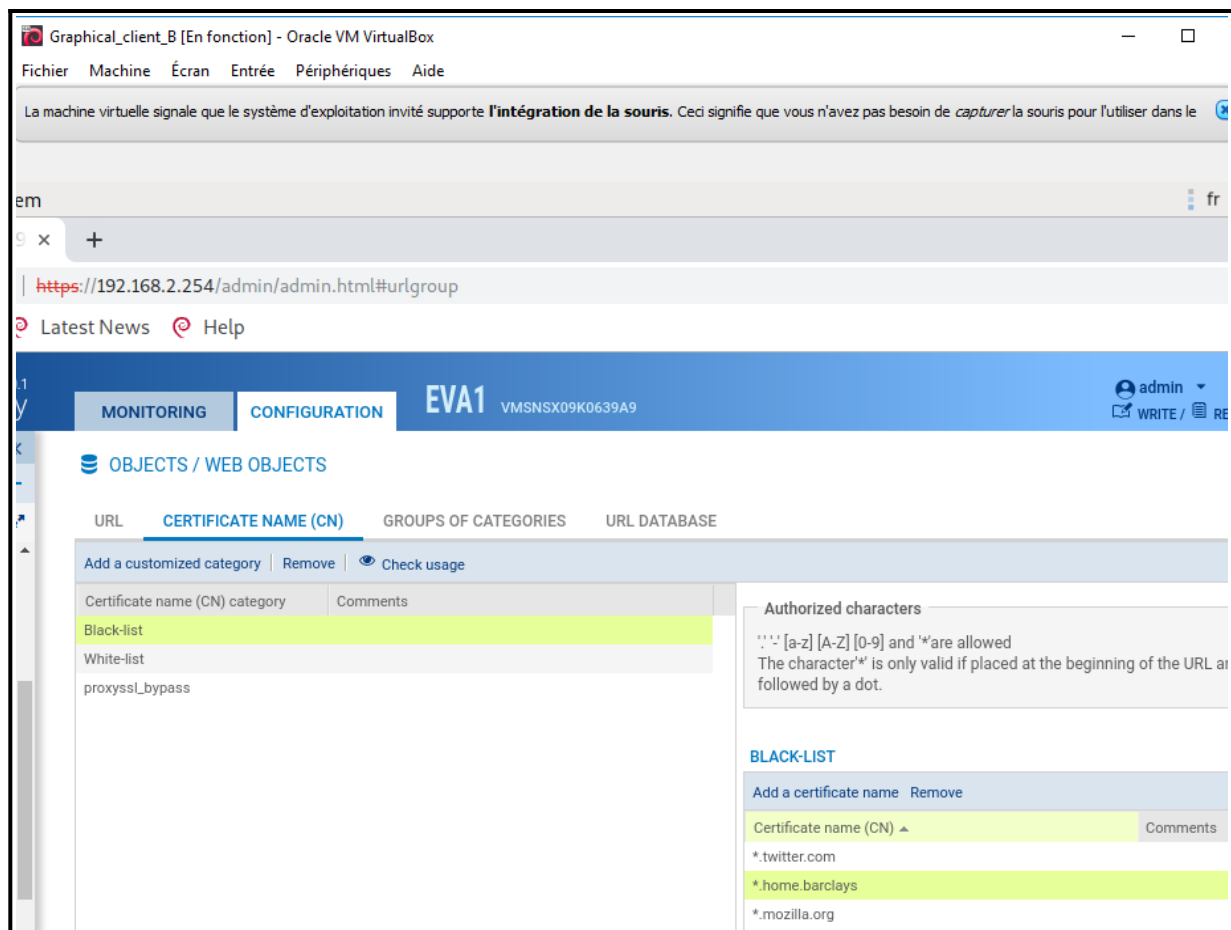 Graphical_client_B [En fonction] - Oracle VM VirtualBox
Fichier Machine Écran Entrée Périphériques Aide
La machine virtuelle signale que le système d'exploitation invité supporte l'intégration de la souris. Ceci signifie que vous n'avez pas besoin de capturer la souris pour l'utiliser dans le
em fr
9
https://192.168.2.254/admin/admin.html#urlgroup
Latest News Help
.1
y MONITORING CONFIGURATION EVA1 VMSNSX09K0639A9 admin
WRITE / RE
OBJECTS / WEB OBJECTS
URL CERTIFICATE NAME (CN) GROUPS OF CATEGORIES URL DATABASE
Add a customized category Remove Check usage
Certificate name (CN) category Comments
Black-list
White-list
proxyssl_bypass
Authorized characters
'.' '-' [a-z] [A-Z] [0-9] and '*'are allowed
The character'*' is only valid if placed at the beginning of the URL an
followed by a dot.
BLACK-LIST
Add a certificate name Remove
Certificate name (CN) Comments
*.twitter.com
*.home.barclays
*.mozilla.org